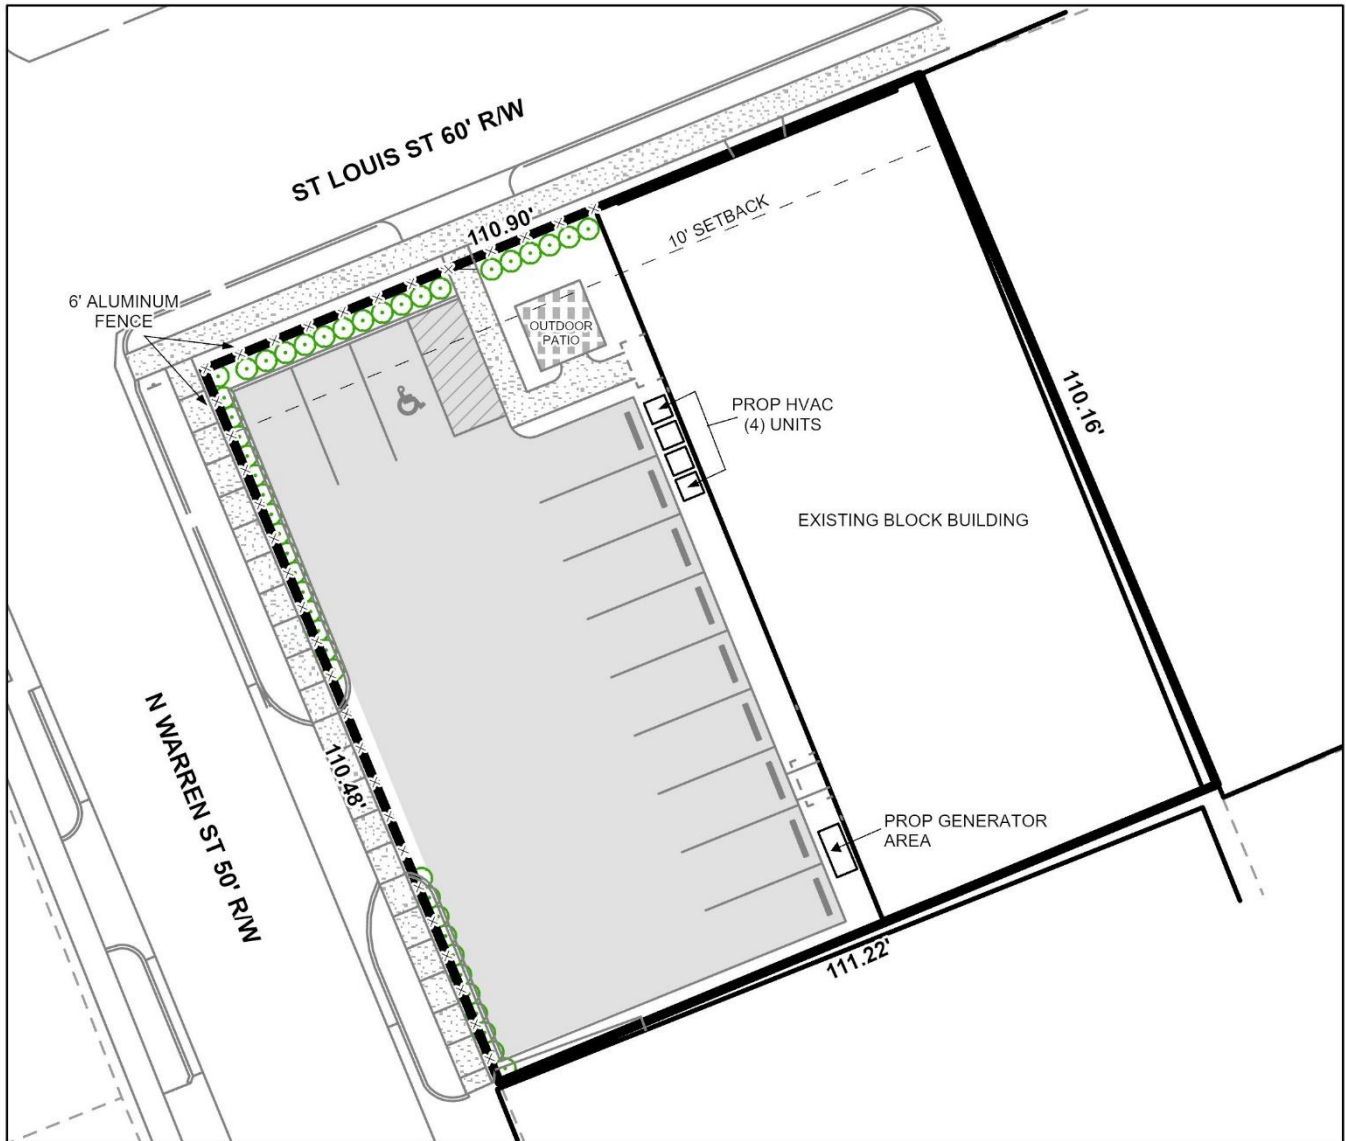 ST LOUIS ST 60' R/W
110.90'
10' SETBACK
6' ALUMINUM
FENCE
OUTDOOR
PATIO
PROP HVAC
(4) UNITS
110.16'
EXISTING BLOCK BUILDING
N WARREN ST 50' R/W
110.48'
PROP GENERATOR
AREA
111.22'